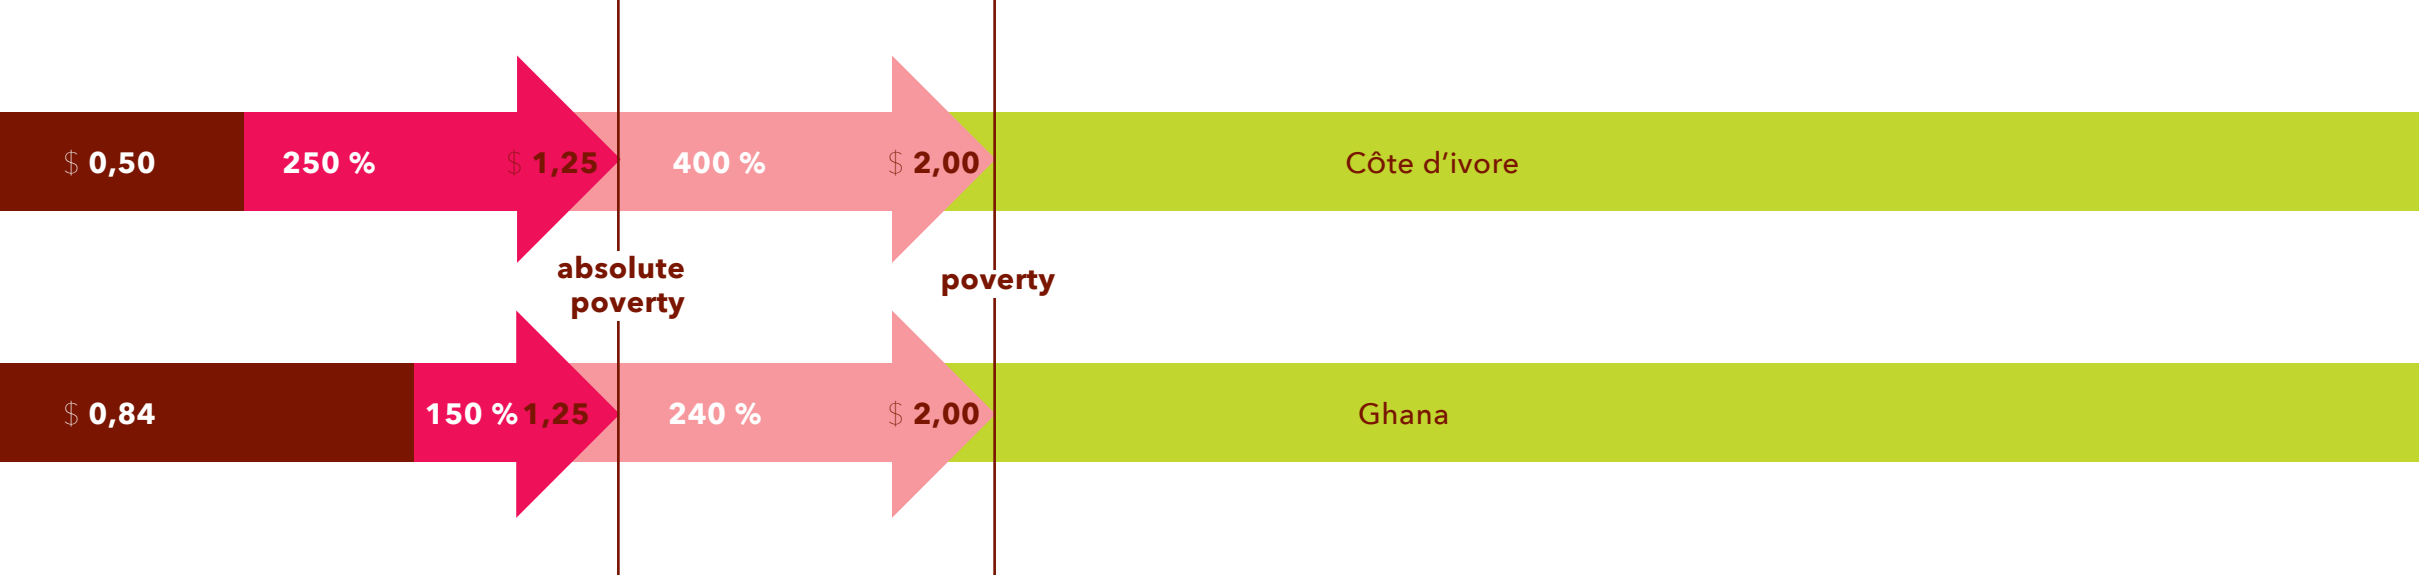 $ 0,50 250 % $ 1,25 400 % $ 2,00 Côte d’ivore
absolute
poverty
poverty
$ 0,84 150 % 1,25 240 % $ 2,00 Ghana